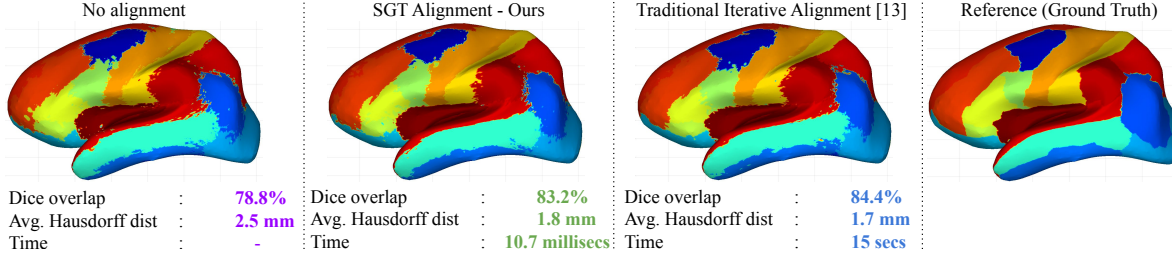 No alignment
Dice overlap : 78.8%
Avg. Hausdorff dist : 2.5 mm
Time : -
SGT Alignment - Ours
Dice overlap : 83.2%
Avg. Hausdorff dist : 1.8 mm
Time : 10.7 millisecs
Traditional Iterative Alignment [13]
Dice overlap : 84.4%
Avg. Hausdorff dist : 1.7 mm
Time : 15 secs
Reference (Ground Truth)